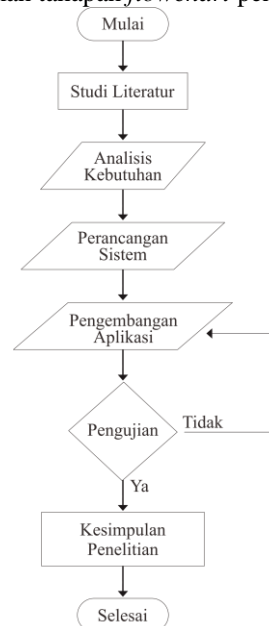 Mulai
Studi Literatur
Analisis
Kebutuhan
Perancangan
Sistem
Pengembangan
Aplikasi
Pengujian
Tidak
Ya
Kesimpulan
Penelitian
Selesai